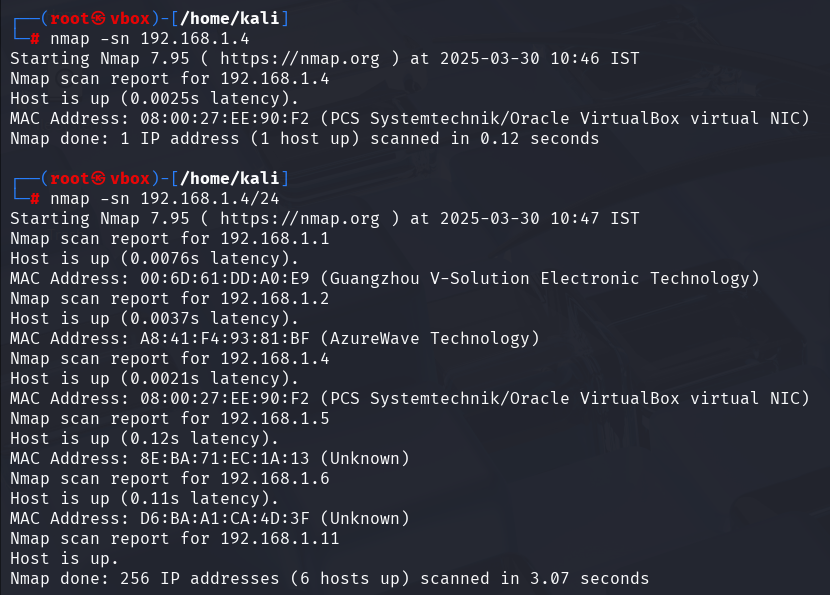 ┌──(root㉿vbox)-[/home/kali]
└─# nmap -sn 192.168.1.4
Starting Nmap 7.95 ( https://nmap.org ) at 2025-03-30 10:46 IST
Nmap scan report for 192.168.1.4
Host is up (0.0025s latency).
MAC Address: 08:00:27:EE:90:F2 (PCS Systemtechnik/Oracle VirtualBox virtual NIC)
Nmap done: 1 IP address (1 host up) scanned in 0.12 seconds
┌──(root㉿vbox)-[/home/kali]
└─# nmap -sn 192.168.1.4/24
Starting Nmap 7.95 ( https://nmap.org ) at 2025-03-30 10:47 IST
Nmap scan report for 192.168.1.1
Host is up (0.0076s latency).
MAC Address: 00:6D:61:DD:A0:E9 (Guangzhou V-Solution Electronic Technology)
Nmap scan report for 192.168.1.2
Host is up (0.0037s latency).
MAC Address: A8:41:F4:93:81:BF (AzureWave Technology)
Nmap scan report for 192.168.1.4
Host is up (0.0021s latency).
MAC Address: 08:00:27:EE:90:F2 (PCS Systemtechnik/Oracle VirtualBox virtual NIC)
Nmap scan report for 192.168.1.5
Host is up (0.12s latency).
MAC Address: 8E:BA:71:EC:1A:13 (Unknown)
Nmap scan report for 192.168.1.6
Host is up (0.11s latency).
MAC Address: D6:BA:A1:CA:4D:3F (Unknown)
Nmap scan report for 192.168.1.11
Host is up.
Nmap done: 256 IP addresses (6 hosts up) scanned in 3.07 seconds